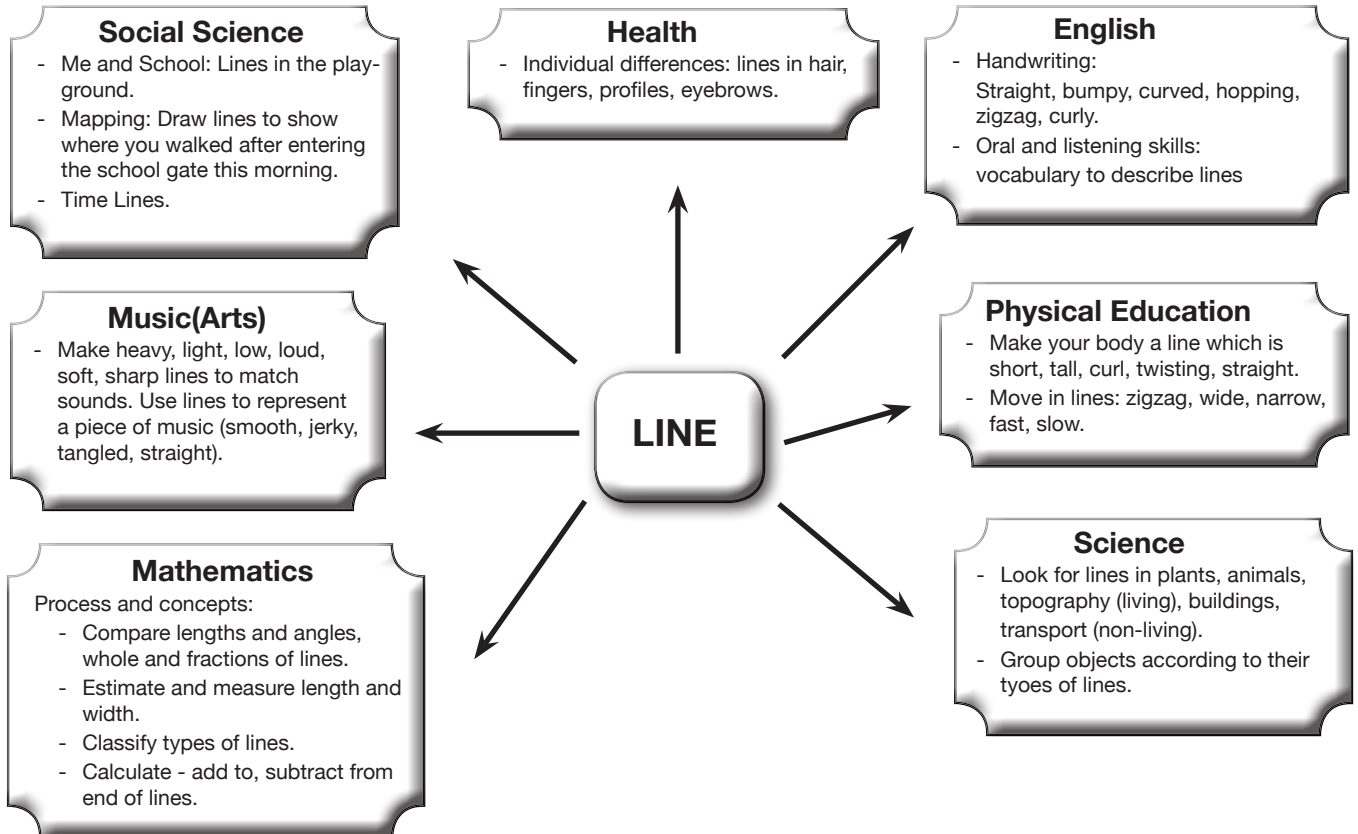 Social Science
- Me and School: Lines in the play-
ground.
- Mapping: Draw lines to show
where you walked after entering
the school gate this morning.
- Time Lines.
Health
- Individual differences: lines in hair,
fingers, profiles, eyebrows.
English
- Handwriting:
Straight, bumpy, curved, hopping,
zigzag, curly.
- Oral and listening skills:
vocabulary to describe lines
Music(Arts)
- Make heavy, light, low, loud,
soft, sharp lines to match
sounds. Use lines to represent
a piece of music (smooth, jerky,
tangled, straight).
LINE
Physical Education
- Make your body a line which is
short, tall, curl, twisting, straight.
- Move in lines: zigzag, wide, narrow,
fast, slow.
Mathematics
Process and concepts:
- Compare lengths and angles,
whole and fractions of lines.
- Estimate and measure length and
width.
- Classify types of lines.
- Calculate - add to, subtract from
end of lines.
Science
- Look for lines in plants, animals,
topography (living), buildings,
transport (non-living).
- Group objects according to their
tyoes of lines.